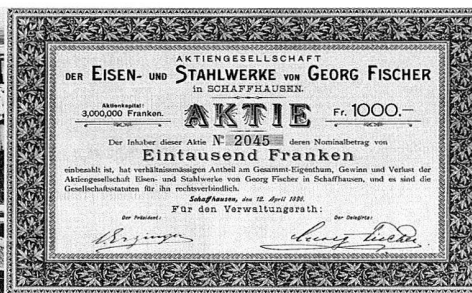 AKTIENGESELLSCHAFT
DER EISEN- UND STAHLWERKE VON GEORG FISCHER
in SCHAFFHAUSEN.
Aktienkapital:
3,000,000 Franken.
AKTIE
Fr. 1000.—
Der Inhaber dieser Aktie No 2045 deren Nominalbetrag von
Eintausend Franken
einbezahlt ist, hat verhältnissmässigen Antheil am Gesammt-Eigenthum, Gewinn und Verlust der
Aktiengesellschaft Eisen- und Stahlwerke von Georg Fischer in Schaffhausen, und es sind die
Gesellschaftsstatuten für ihn rechtsverbindlich.
Schaffhausen, den 12. April 1896.
Für den Verwaltungsrath:
Der Präsident:
Der Delegirte:
Georg Fischer